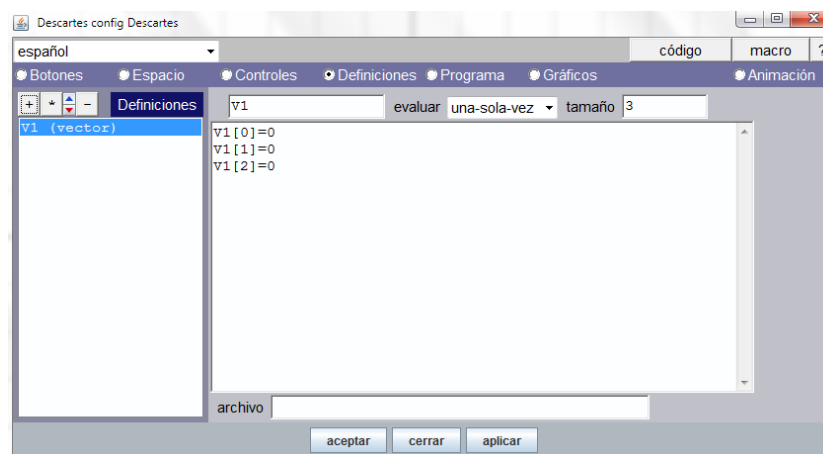 Descartes config Descartes
español código macro ?
Botones Espacio Controles Definiciones Programa Gráficos Animación
+ * - Definiciones V1 evaluar una-sola-vez tamaño 3
V1 (vector)
V1[0]=0
V1[1]=0
V1[2]=0
archivo
aceptar cerrar aplicar